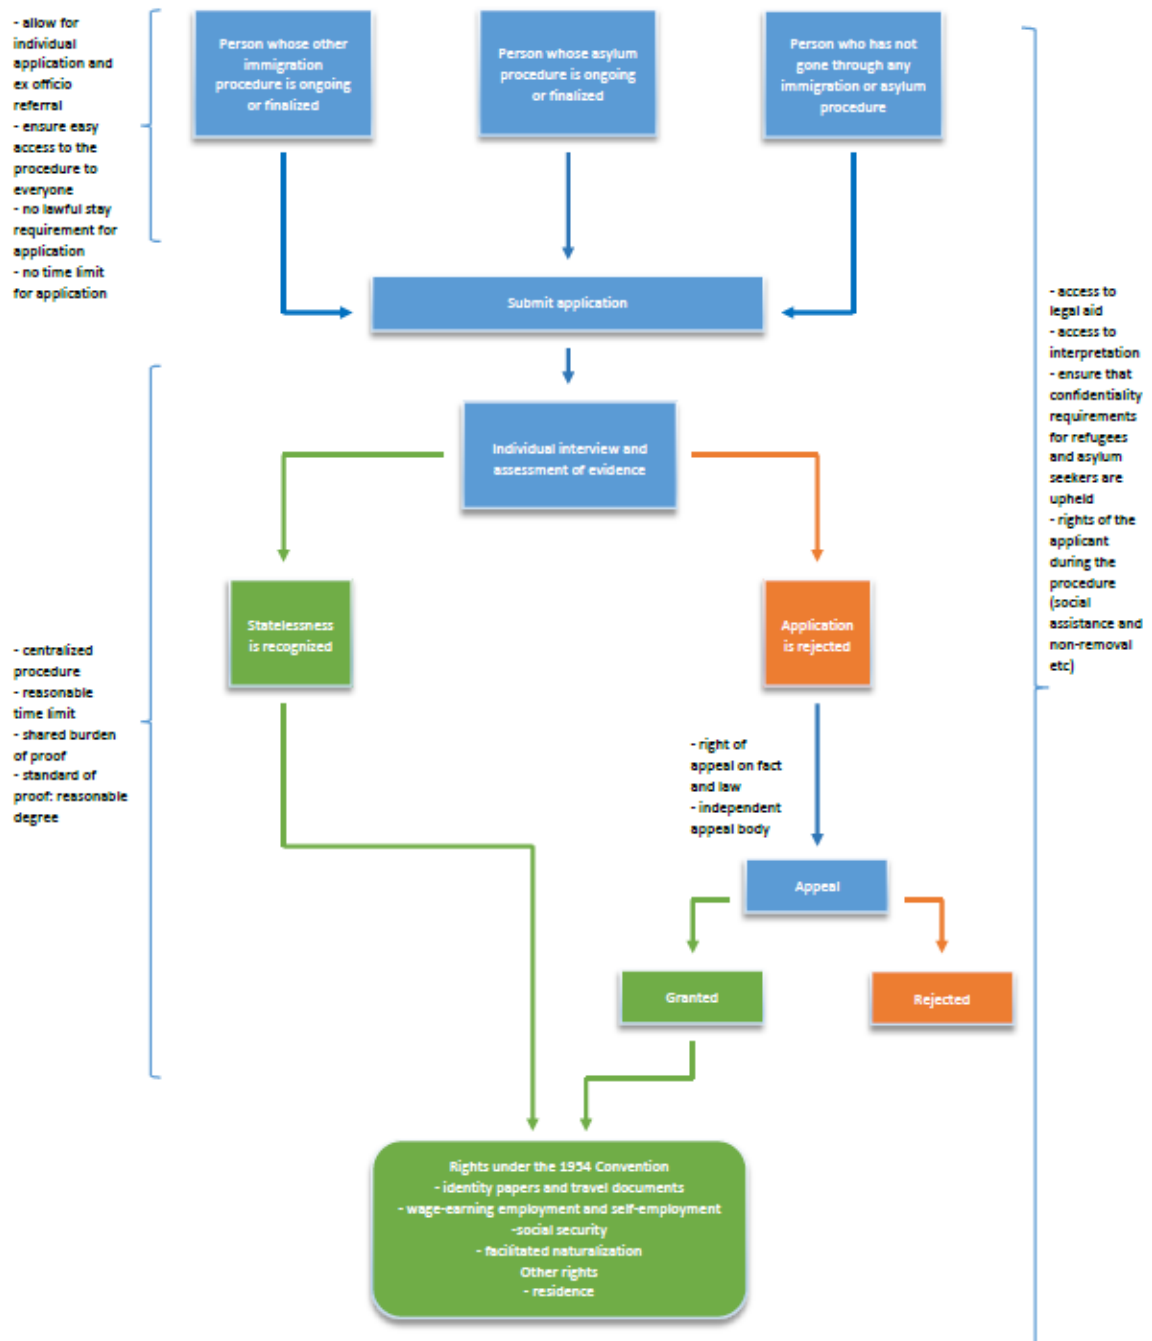 - allow for
individual
application and
ex officio
referral
- ensure easy
access to the
procedure to
everyone
- no lawful stay
requirement for
application
- no time limit
for application
Person whose other
immigration
procedure is ongoing
or finalized
Person whose asylum
procedure is ongoing
or finalized
Person who has not
gone through any
immigration or asylum
procedure
Submit application
- access to
legal aid
- access to
interpretation
- ensure that
confidentiality
requirements
for refugees
and asylum
seekers are
upheld
- rights of the
applicant
during the
procedure
(social
assistance and
non-removal
etc)
Individual interview and
assessment of evidence
Statelessness
is recognized
Application
is rejected
- centralized
procedure
- reasonable
time limit
- shared burden
of proof
- standard of
proof: reasonable
degree
- right of
appeal on fact
and law
- independent
appeal body
Appeal
Granted
Rejected
Rights under the 1954 Convention
- identity papers and travel documents
- wage-earning employment and self-employment
-social security
- facilitated naturalization
Other rights
- residence